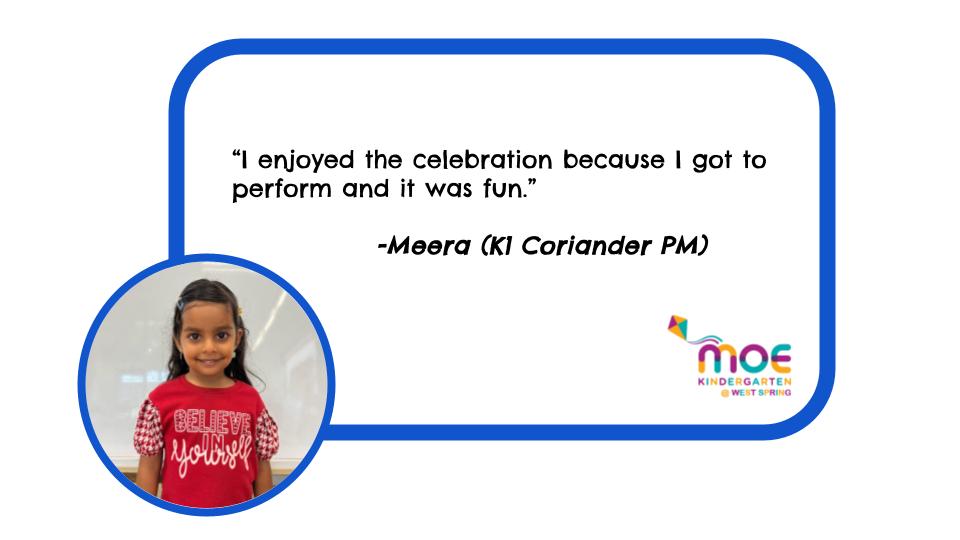 “I enjoyed the celebration because I got to
perform and it was fun.”
-Meera (K1 Coriander PM)
BELIEVE
IN
yourself
moe
KINDERGARTEN
@ WEST SPRING